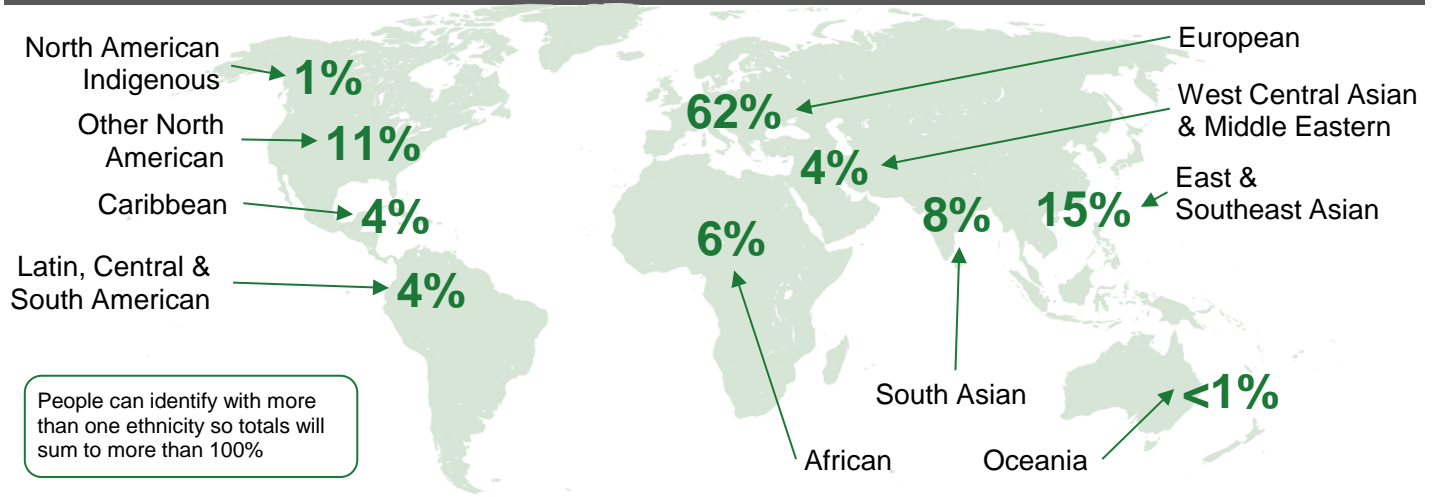 North American
Indigenous
1%
Other North
American
11%
Caribbean
4%
Latin, Central &
South American
4%
European
62%
West Central Asian
& Middle Eastern
4%
East &
Southeast Asian
15%
8%
South Asian
6%
African
<1%
Oceania
People can identify with more
than one ethnicity so totals will
sum to more than 100%